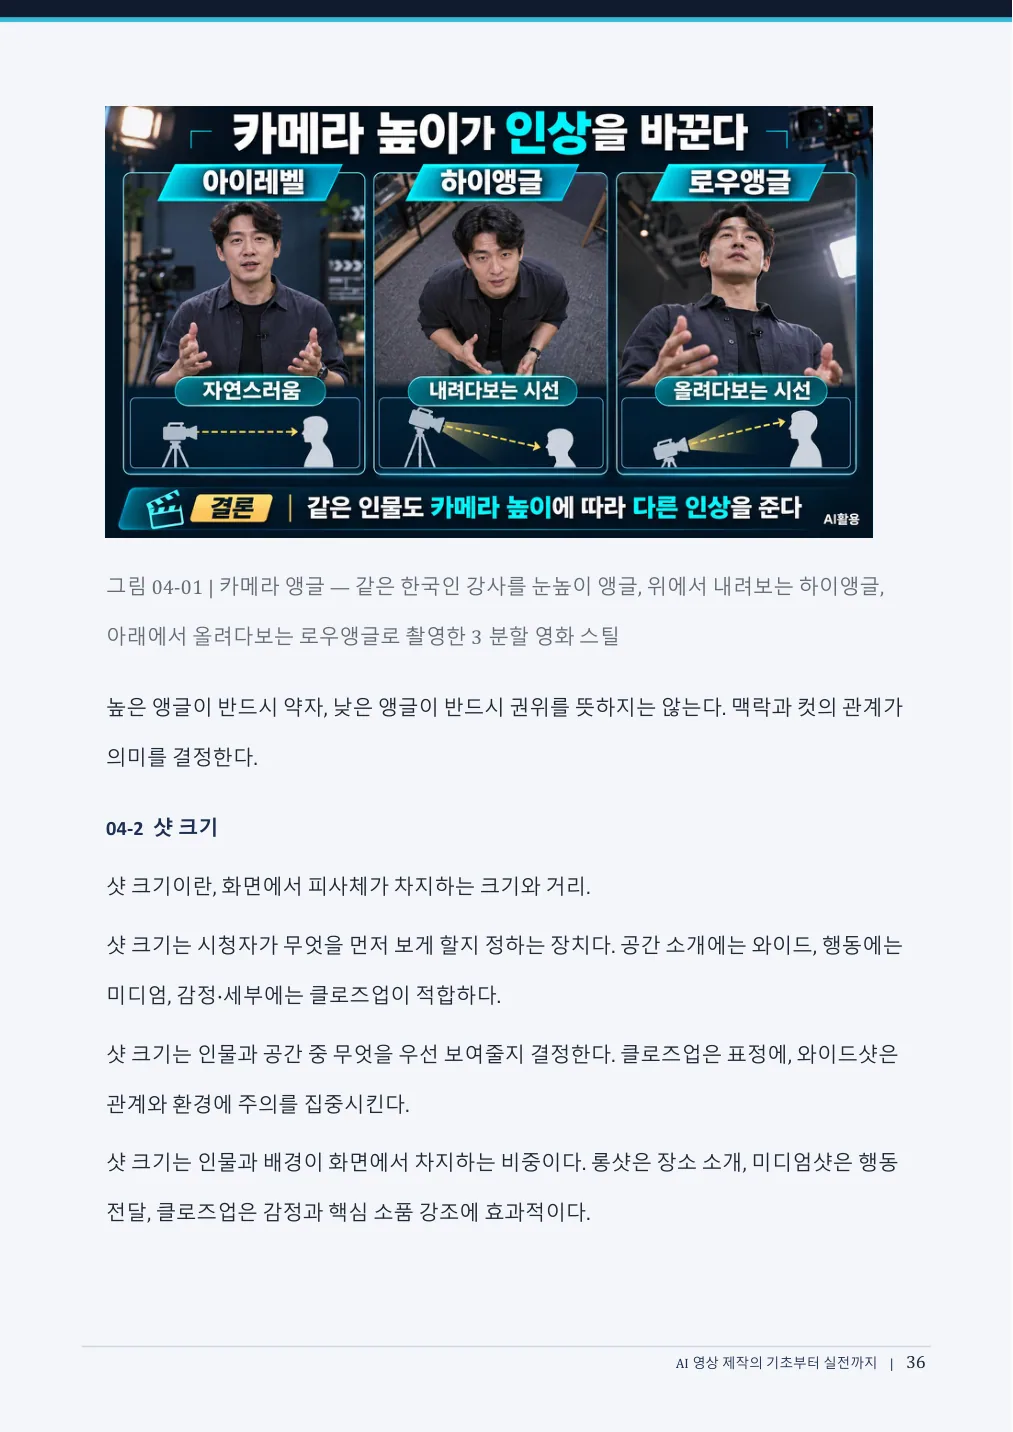 카메라 높이가 인상을 바꾼다
아이레벨
하이앵글
로우앵글
자연스러움
내려다보는 시선
올려다보는 시선
결론
같은 인물도 카메라 높이에 따라 다른 인상을 준다
AI활용
그림 04-01 | 카메라 앵글 — 같은 한국인 강사를 눈높이 앵글, 위에서 내려보는 하이앵글,
아래에서 올려다보는 로우앵글로 촬영한 3 분할 영화 스틸
높은 앵글이 반드시 약자, 낮은 앵글이 반드시 권위를 뜻하지는 않는다. 맥락과 컷의 관계가
의미를 결정한다.
04-2 샷 크기
샷 크기이란, 화면에서 피사체가 차지하는 크기와 거리.
샷 크기는 시청자가 무엇을 먼저 보게 할지 정하는 장치다. 공간 소개에는 와이드, 행동에는
미디엄, 감정·세부에는 클로즈업이 적합하다.
샷 크기는 인물과 공간 중 무엇을 우선 보여줄지 결정한다. 클로즈업은 표정에, 와이드샷은
관계와 환경에 주의를 집중시킨다.
샷 크기는 인물과 배경이 화면에서 차지하는 비중이다. 롱샷은 장소 소개, 미디엄샷은 행동
전달, 클로즈업은 감정과 핵심 소품 강조에 효과적이다.
AI 영상 제작의 기초부터 실전까지 | 36